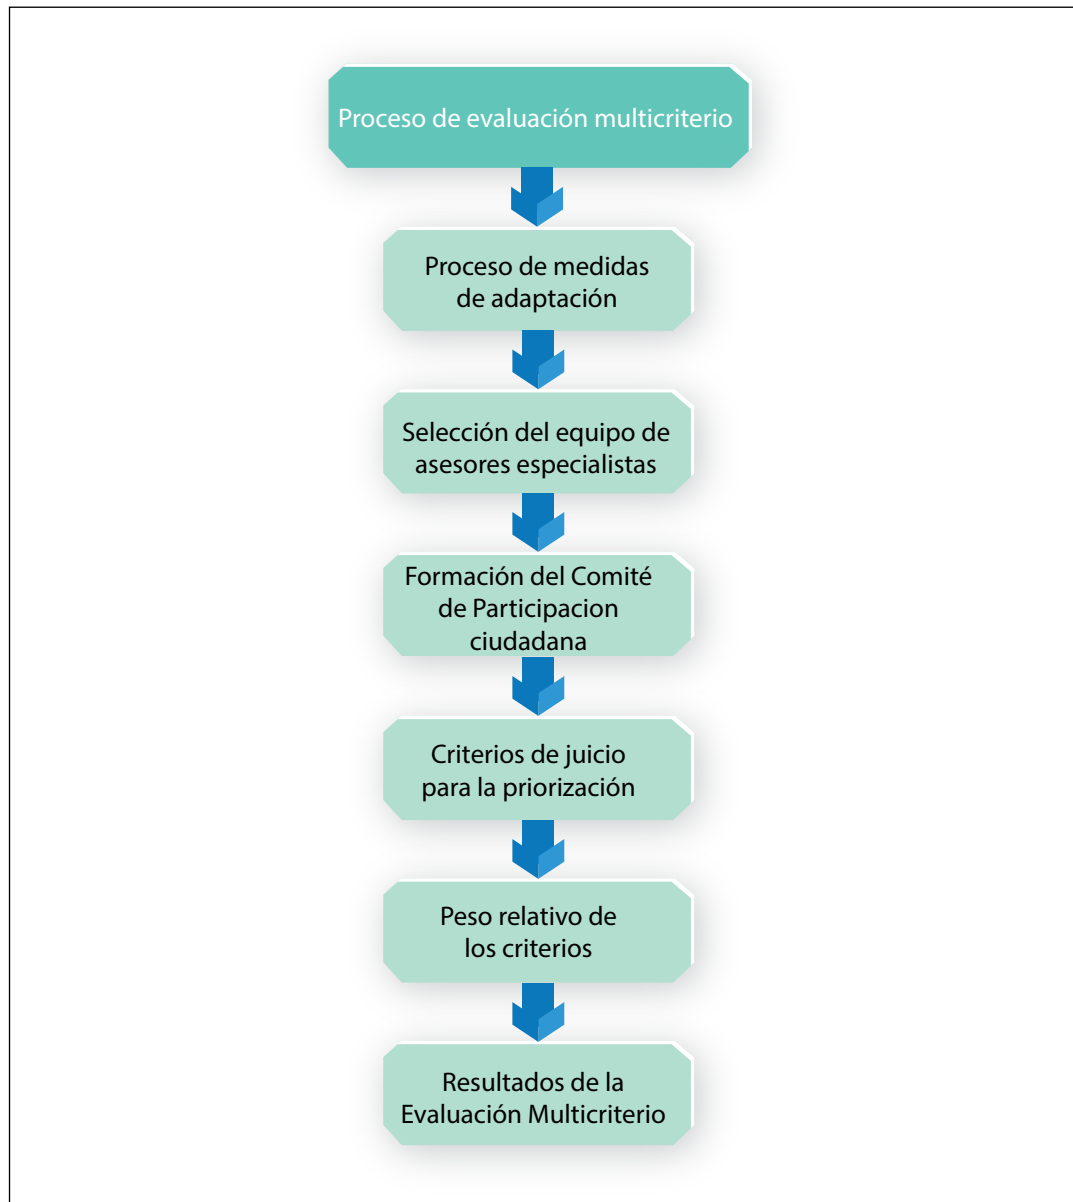 Proceso de evaluación multicriterio
Proceso de medidas
de adaptación
Selección del equipo de
asesores especialistas
Formación del Comité
de Participacion
ciudadana
Criterios de juicio
para la priorización
Peso relativo de
los criterios
Resultados de la
Evaluación Multicriterio